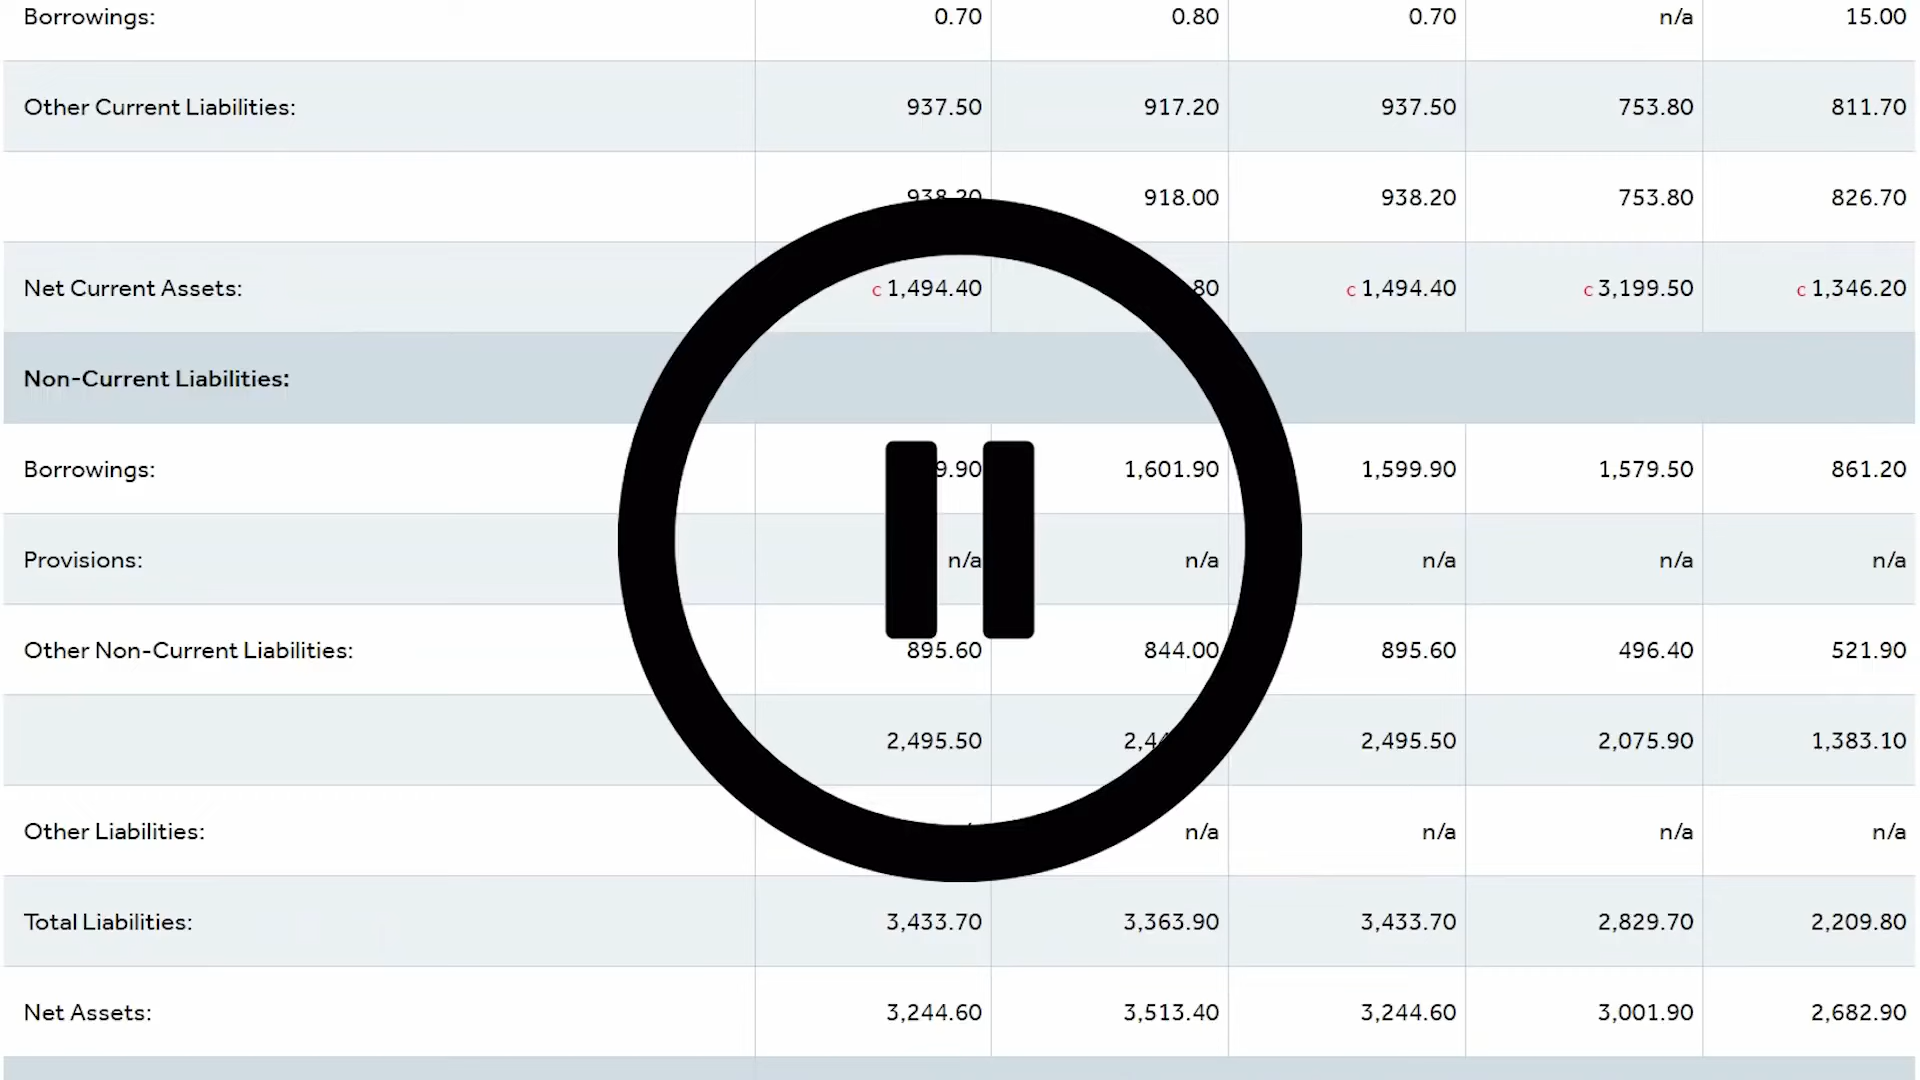 Borrowings: 0.70 0.80 0.70 n/a 15.00
Other Current Liabilities: 937.50 917.20 937.50 753.80 811.70
938.20 918.00 938.20 753.80 826.70
Net Current Assets: c 1,494.40 80 c 1,494.40 c 3,199.50 c 1,346.20
Non-Current Liabilities:
Borrowings: 9.90 1,601.90 1,599.90 1,579.50 861.20
Provisions: n/a n/a n/a n/a n/a
Other Non-Current Liabilities: 895.60 844.00 895.60 496.40 521.90
2,495.50 2,495.50 2,075.90 1,383.10
Other Liabilities: n/a n/a n/a n/a
Total Liabilities: 3,433.70 3,363.90 3,433.70 2,829.70 2,209.80
Net Assets: 3,244.60 3,513.40 3,244.60 3,001.90 2,682.90